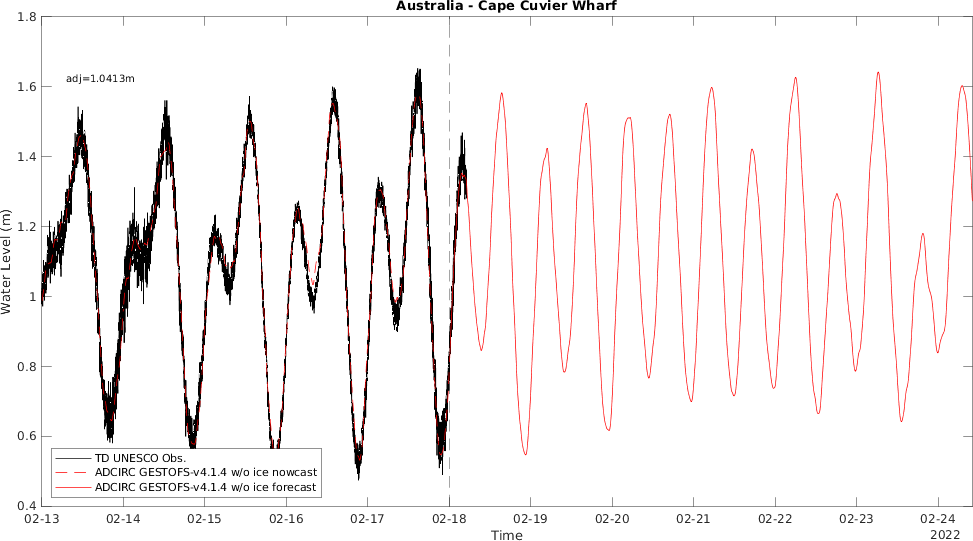 Australia - Cape Cuvier Wharf
1.8
1.6
1.4
1.2
1
0.8
0.6
0.4
Water Level (m)
adj=1.0413m
TD UNESCO Obs.
ADCIRC GESTOFS-v4.1.4 w/o ice nowcast
ADCIRC GESTOFS-v4.1.4 w/o ice forecast
02-13 02-14 02-15 02-16 02-17 02-18 02-19 02-20 02-21 02-22 02-23 02-24
Time
2022